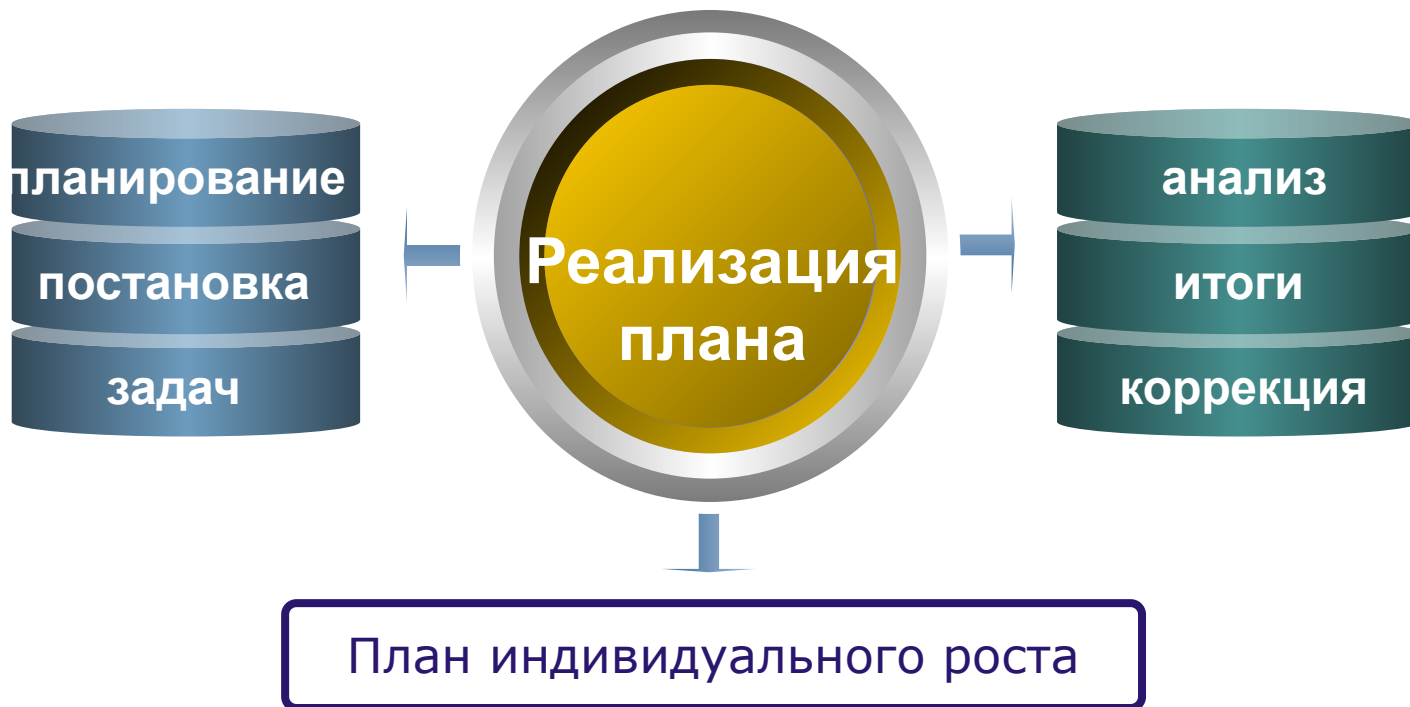 планирование
постановка
задач
Реализация
плана
анализ
итоги
коррекция
План индивидуального роста